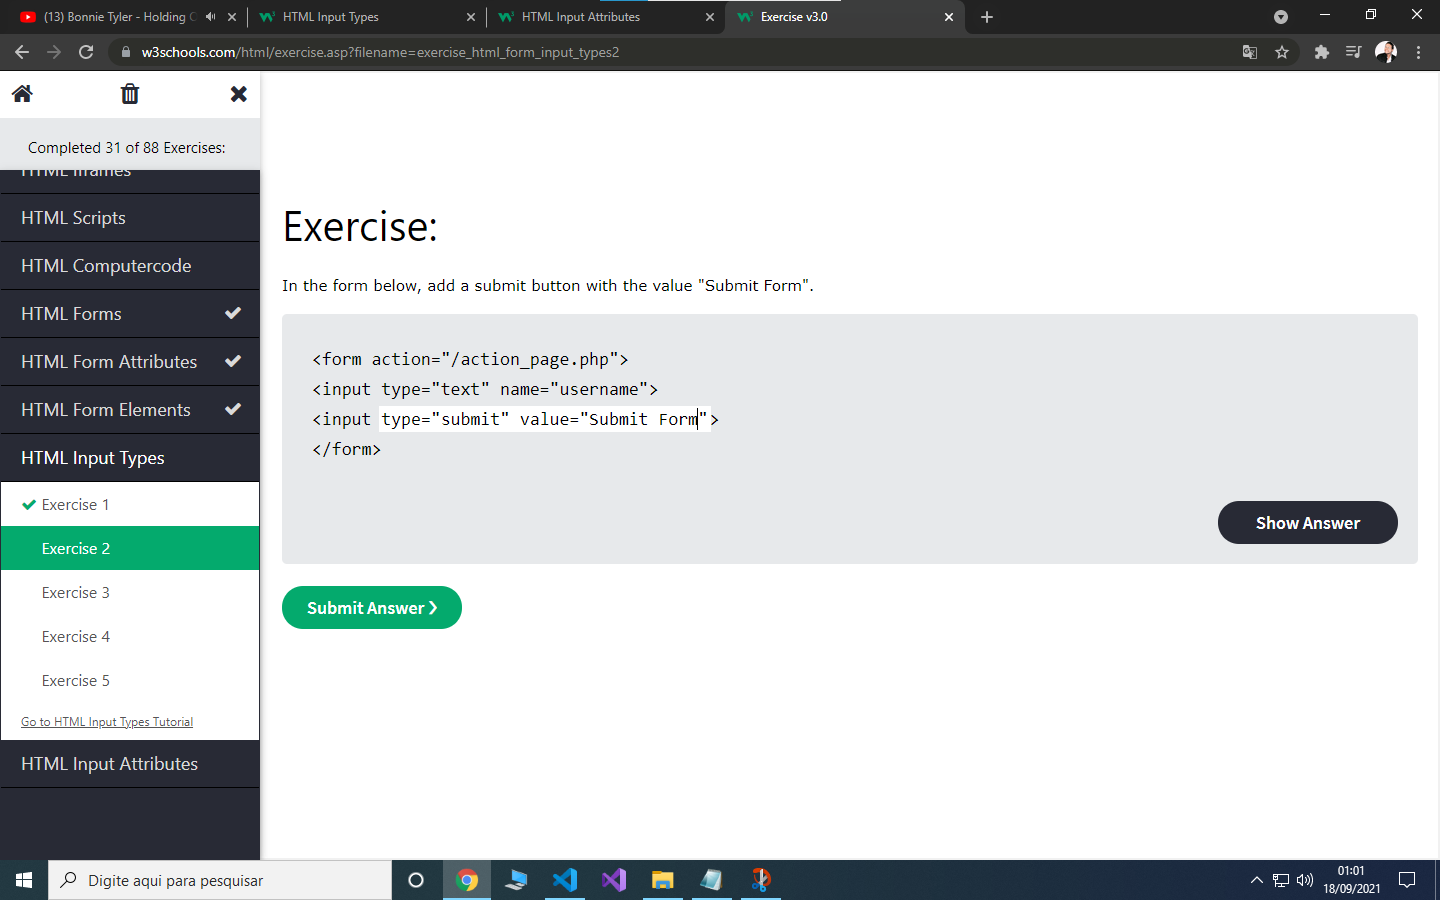 (13) Bonnie Tyler - Holding
HTML Input Types
HTML Input Attributes
Exercise v3.0
w3schools.com/html/exercise.asp?filename=exercise_html_form_input_types2
Completed 31 of 88 Exercises:
HTML Iframes
HTML Scripts
HTML Computercode
HTML Forms
HTML Form Attributes
HTML Form Elements
HTML Input Types
Exercise 1
Exercise 2
Exercise 3
Exercise 4
Exercise 5
Go to HTML Input Types Tutorial
HTML Input Attributes
Exercise:
In the form below, add a submit button with the value "Submit Form".
<form action="/action_page.php">
<input type="text" name="username">
<input type="submit" value="Submit Form">
</form>
Show Answer
Submit Answer ❯
Digite aqui para pesquisar
01:01
18/09/2021